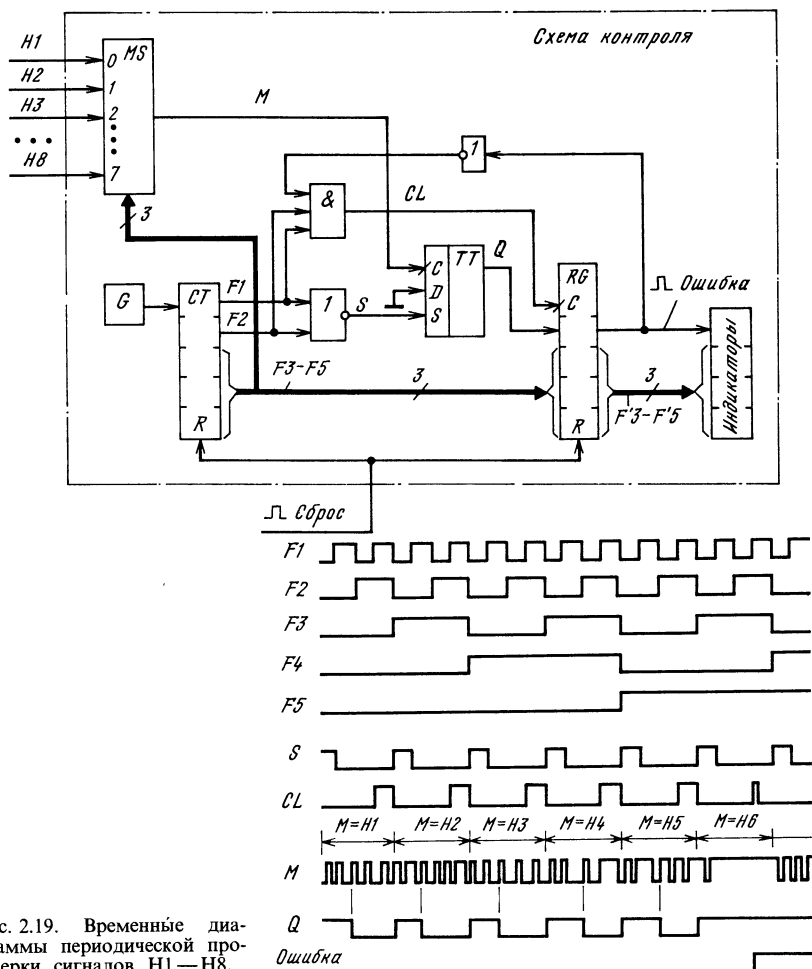 Схема контроля
H1
H2
H3
• • •
H8
0 MS
1
2
7
M
3
1
&
CL
G
CT
F1
F2
R
1
S
C TT
D
S
Q
RG
C
R
Ошибка
Индикаторы
F3-F5
3
3
F'3-F'5
Сброс
F1
F2
F3
F4
F5
S
CL
M=H1 M=H2 M=H3 M=H4 M=H5 M=H6
M
Q
Ошибка
с. 2.19. Временны́е диа-
аммы периодической про-
ерки сигналов H1—H8.